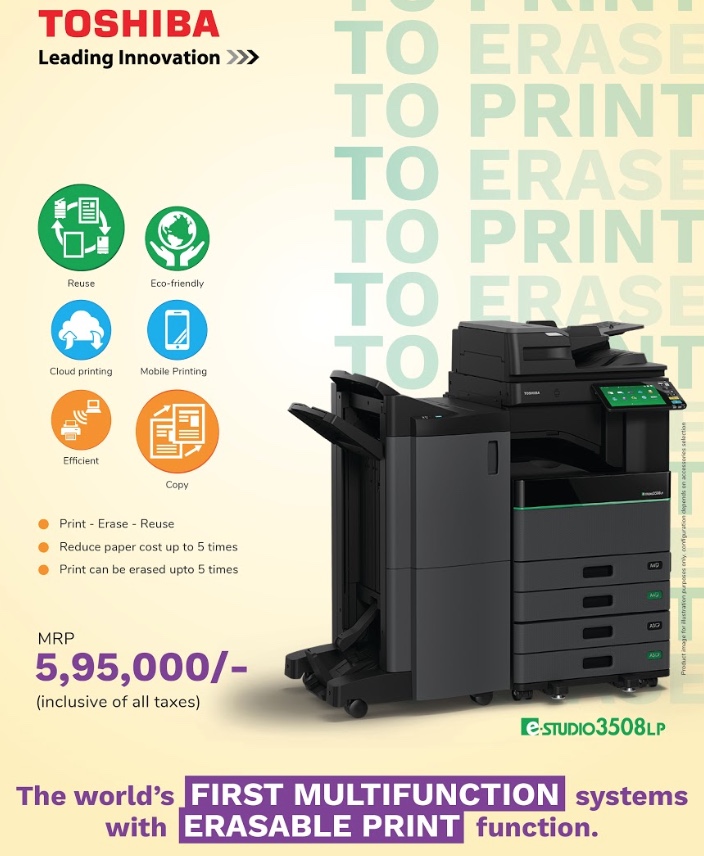 TOSHIBA
Leading Innovation >>>
TO PRINT
TO ERASE
TO PRINT
TO ERASE
TO PRINT
TO ERASE
TO
Reuse
Eco-friendly
Cloud printing
Mobile Printing
Efficient
Copy
Print - Erase - Reuse
Reduce paper cost up to 5 times
Print can be erased upto 5 times
MRP
5,95,000/-
(inclusive of all taxes)
TOSHIBA
Product image for illustration purposes only, configuration depends on accessories selection
e-STUDIO3508LP
The world's FIRST MULTIFUNCTION systems
with ERASABLE PRINT function.